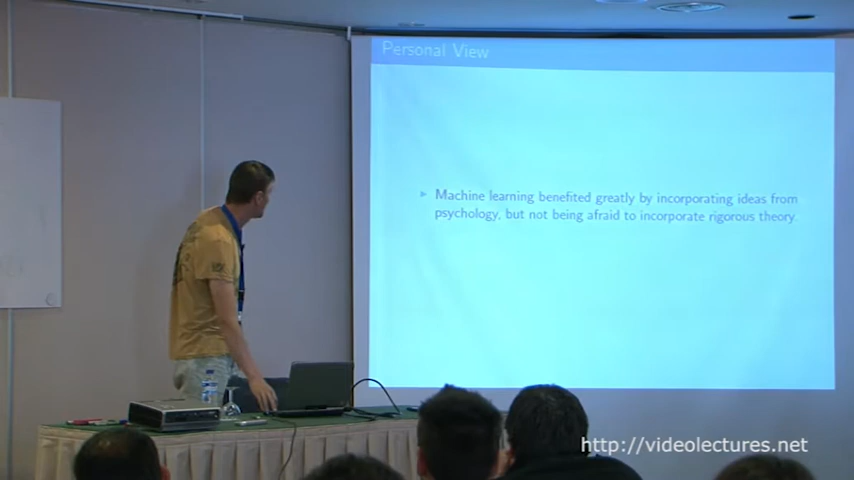 Personal View
Machine learning benefited greatly by incorporating ideas from
psychology, but not being afraid to incorporate rigorous theory.
http://videolectures.net